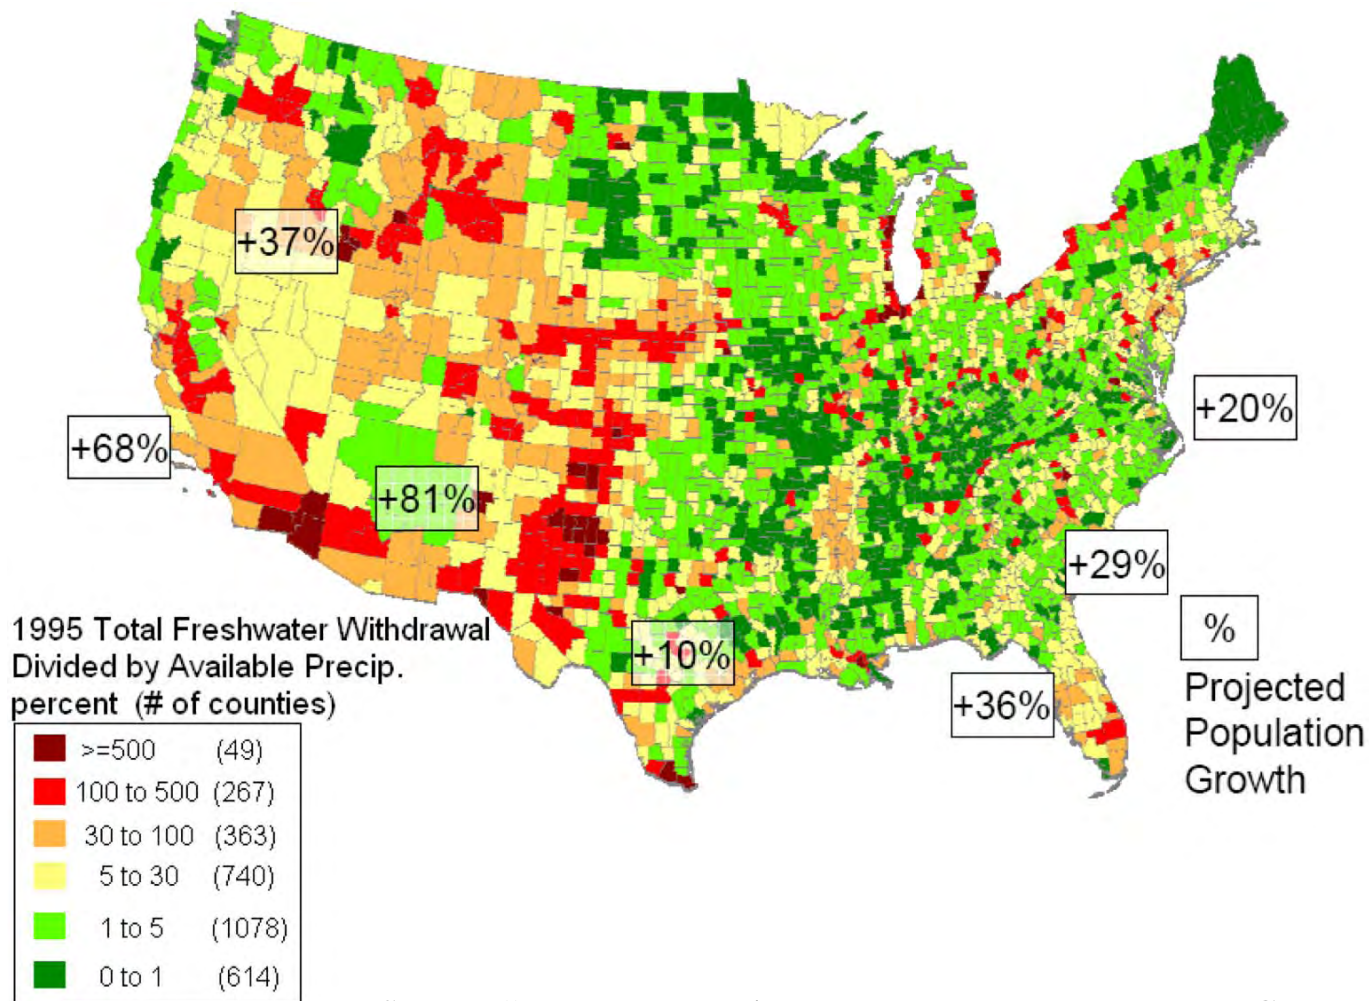 +37%
+68%
+81%
+20%
+29%
+10%
+36%
%
Projected
Population
Growth
1995 Total Freshwater Withdrawal
Divided by Available Precip.
percent (# of counties)
>=500 (49)
100 to 500 (267)
30 to 100 (363)
5 to 30 (740)
1 to 5 (1078)
0 to 1 (614)